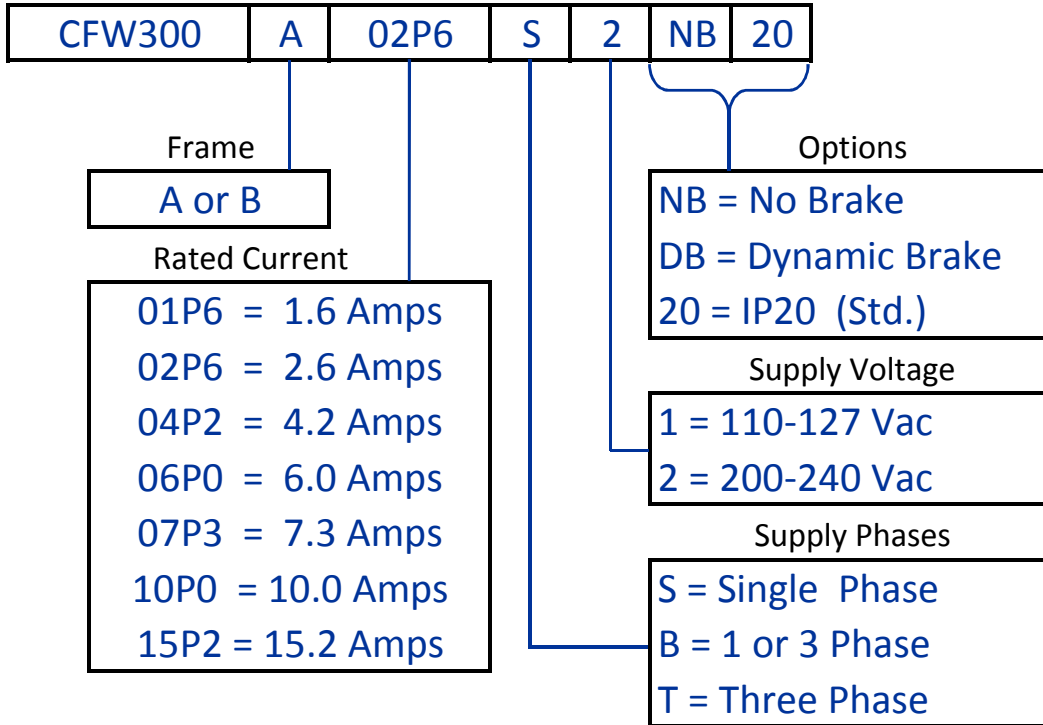 CFW300 A 02P6 S 2 NB 20
Frame
A or B
Rated Current
01P6 = 1.6 Amps
02P6 = 2.6 Amps
04P2 = 4.2 Amps
06P0 = 6.0 Amps
07P3 = 7.3 Amps
10P0 = 10.0 Amps
15P2 = 15.2 Amps
Options
NB = No Brake
DB = Dynamic Brake
20 = IP20 (Std.)
Supply Voltage
1 = 110-127 Vac
2 = 200-240 Vac
Supply Phases
S = Single Phase
B = 1 or 3 Phase
T = Three Phase